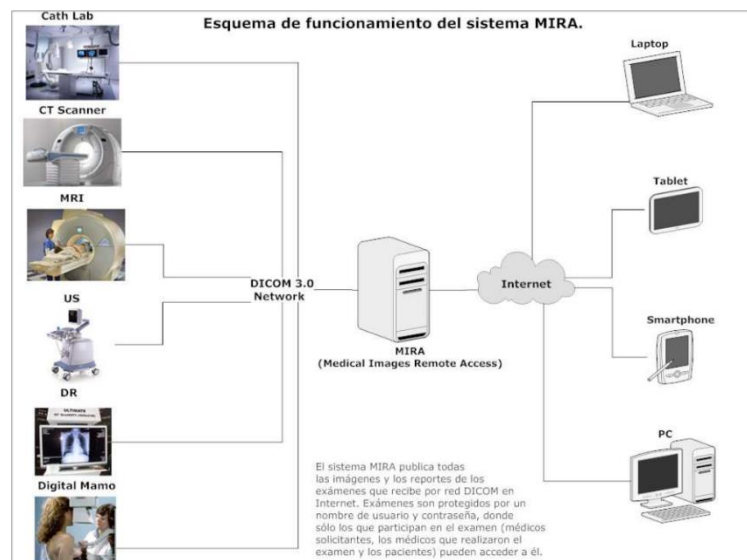 Esquema de funcionamiento del sistema MIRA.
Cath Lab
CT Scanner
MRI
US
DR
Digital Mamo
DICOM 3.0
Network
MIRA
(Medical Images Remote Access)
Internet
Laptop
Tablet
Smartphone
PC
El sistema MIRA publica todas
las imágenes y los reportes de los
exámenes que recibe por red DICOM en
Internet. Exámenes son protegidos por un
nombre de usuario y contraseña, donde
sólo los que participan en el examen (médicos
solicitantes, los médicos que realizaron el
examen y los pacientes) pueden acceder a él.